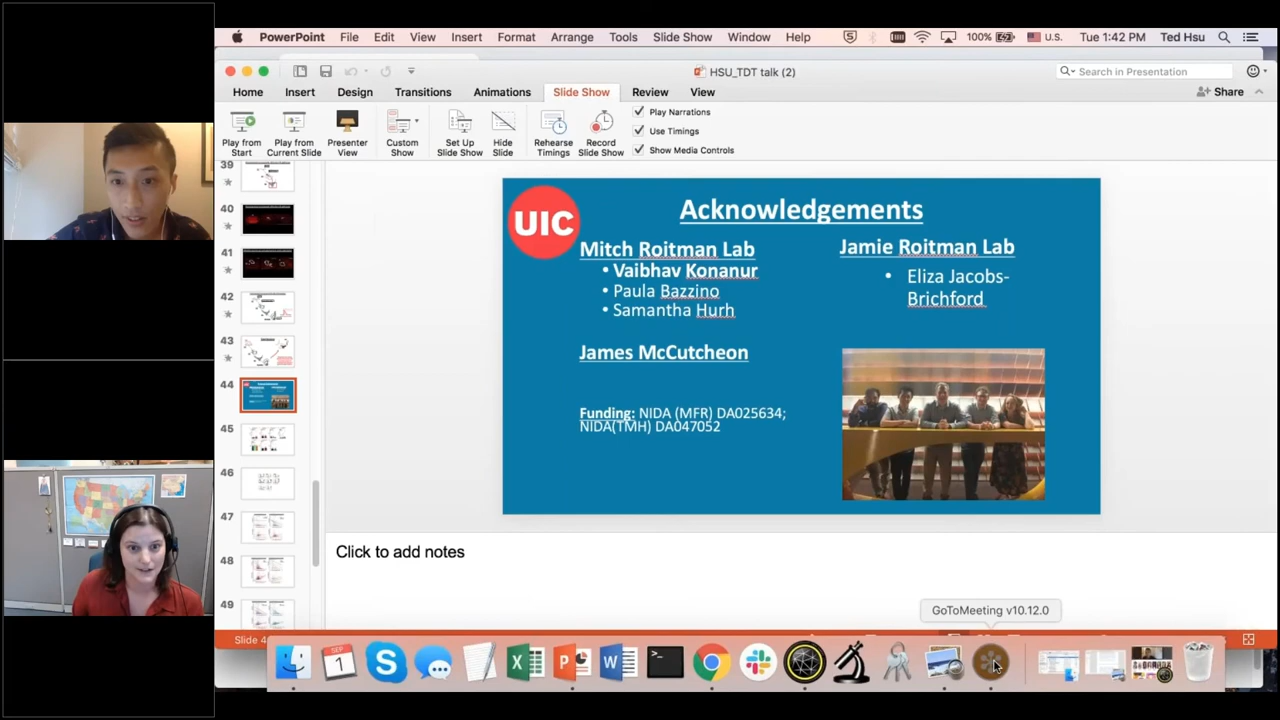 PowerPoint File Edit View Insert Format Arrange Tools Slide Show Window Help 100% U.S. Tue 1:42 PM Ted Hsu
HSU_TDT talk (2)
Search in Presentation
Home Insert Design Transitions Animations Slide Show Review View
Share
Play from Start
Play from Current Slide
Presenter View
Custom Show
Set Up Slide Show
Hide Slide
Rehearse Timings
Record Slide Show
Play Narrations
Use Timings
Show Media Controls
39
40
41
42
43
44
45
46
47
48
49
UIC
Acknowledgements
Mitch Roitman Lab
• Vaibhav Konanur
• Paula Bazzino
• Samantha Hurh
Jamie Roitman Lab
• Eliza Jacobs-
Brichford
James McCutcheon
Funding: NIDA (MFR) DA025634;
NIDA(TMH) DA047052
Click to add notes
GoToMeeting v10.12.0
Slide 4
SEP
1